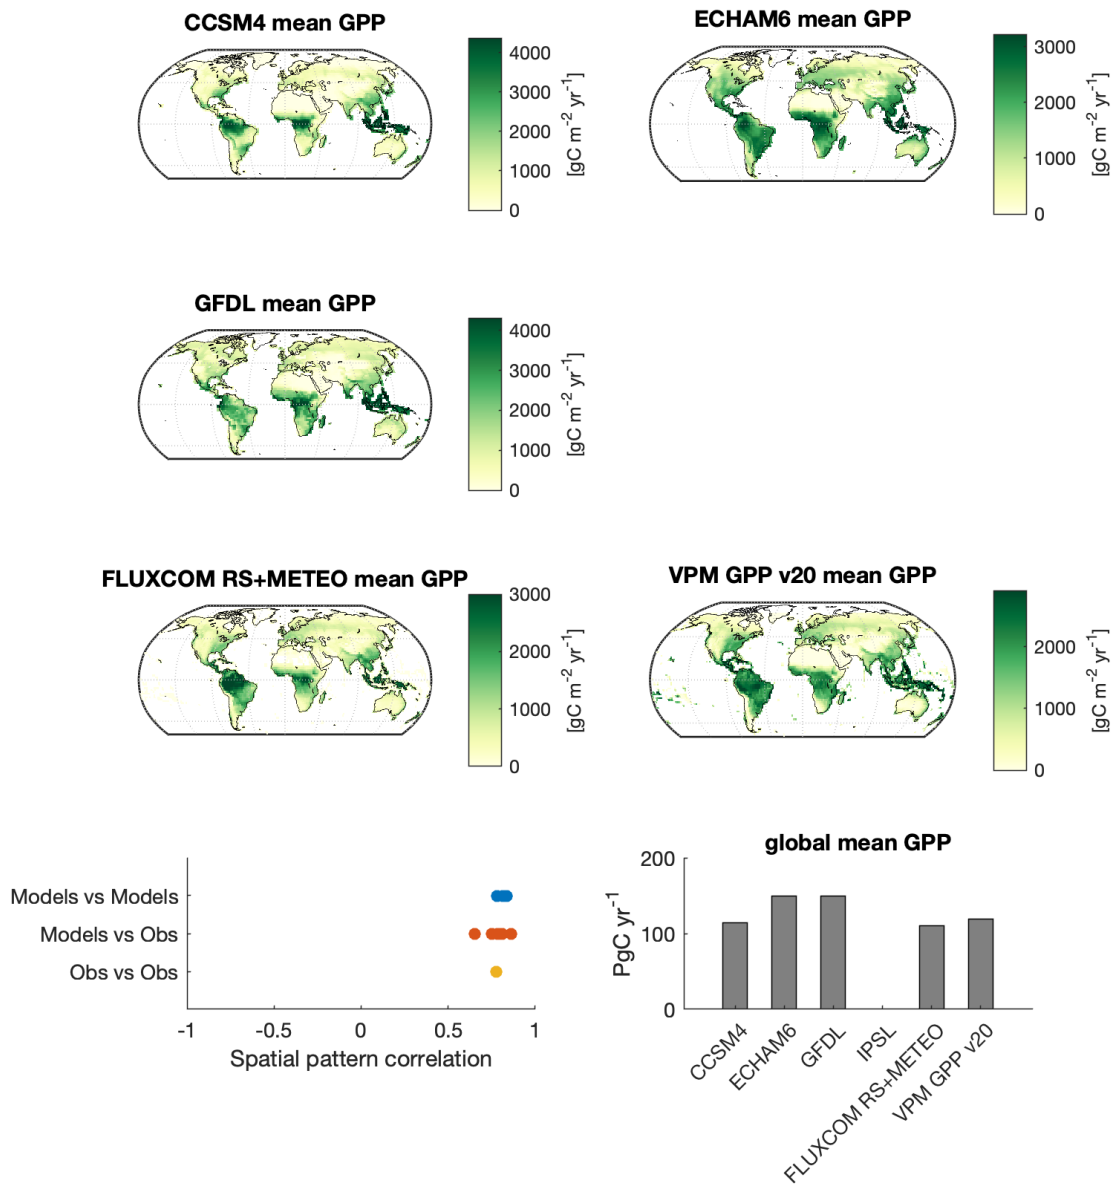 CCSM4 mean GPP
4000
3000
2000
1000
0
[gC m⁻² yr⁻¹]
ECHAM6 mean GPP
3000
2000
1000
0
[gC m⁻² yr⁻¹]
GFDL mean GPP
4000
3000
2000
1000
0
[gC m⁻² yr⁻¹]
FLUXCOM RS+METEO mean GPP
3000
2000
1000
0
[gC m⁻² yr⁻¹]
VPM GPP v20 mean GPP
2000
1000
0
[gC m⁻² yr⁻¹]
Models vs Models
Models vs Obs
Obs vs Obs
-1
-0.5
0
0.5
1
Spatial pattern correlation
global mean GPP
PgC yr⁻¹
200
100
0
CCSM4
ECHAM6
GFDL
IPSL
FLUXCOM RS+METEO
VPM GPP v20